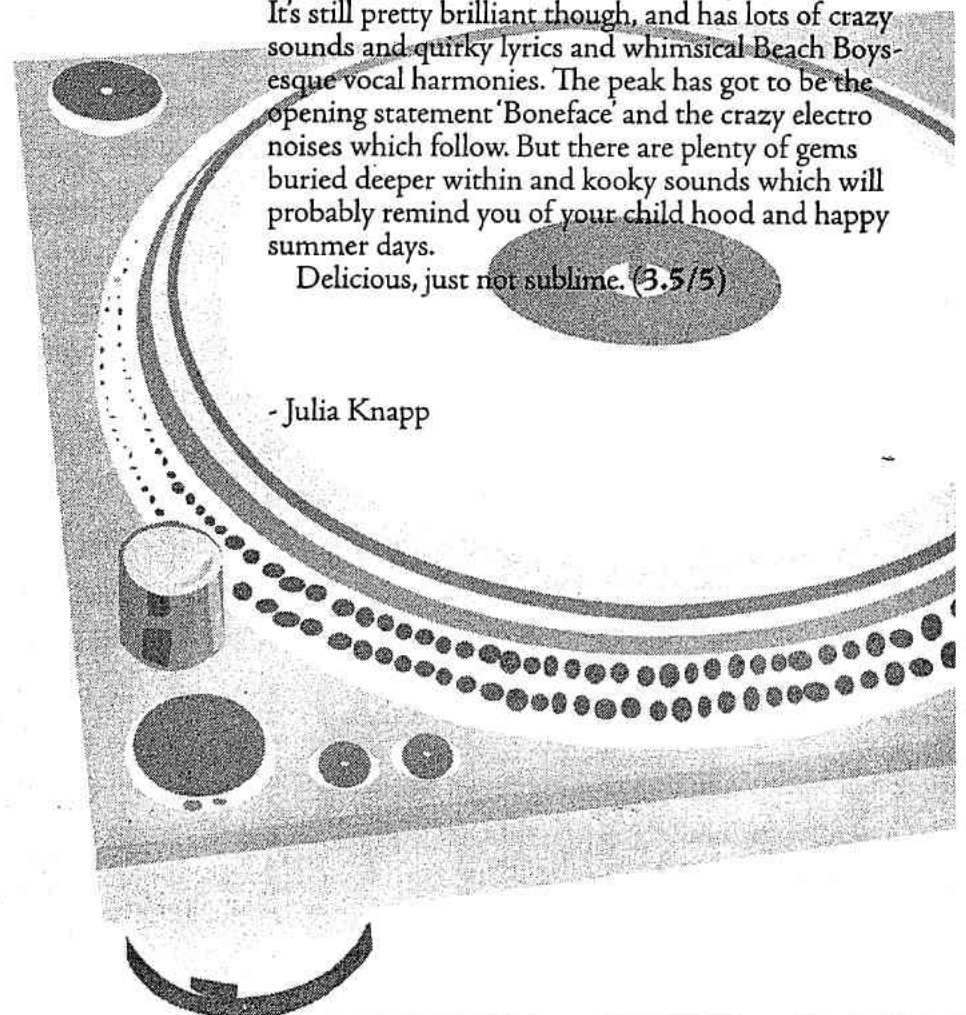 It's still pretty brilliant though, and has lots of crazy
sounds and quirky lyrics and whimsical Beach Boys-
esque vocal harmonies. The peak has got to be the
opening statement 'Boneface' and the crazy electro
noises which follow. But there are plenty of gems
buried deeper within and kooky sounds which will
probably remind you of your child hood and happy
summer days.
Delicious, just not sublime. (3.5/5)
- Julia Knapp